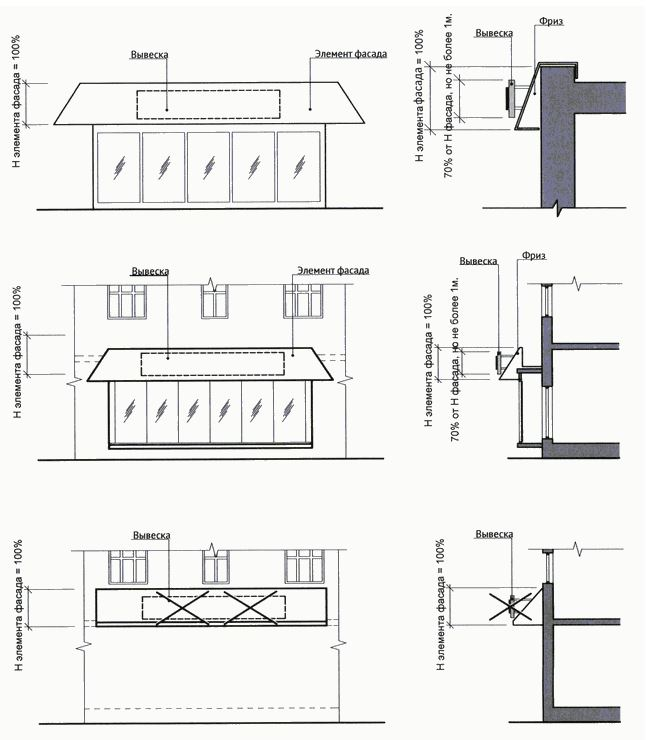 Н элемента фасада = 100%
Вывеска
Элемент фасада
Н элемента фасада = 100%
70% от Н фасада, но не более 1м.
Вывеска
Фриз
Н элемента фасада = 100%
Вывеска
Элемент фасада
Н элемента фасада = 100%
70% от Н фасада, но не более 1м.
Вывеска
Фриз
Н элемента фасада = 100%
Вывеска
Н элемента фасада = 100%
Вывеска